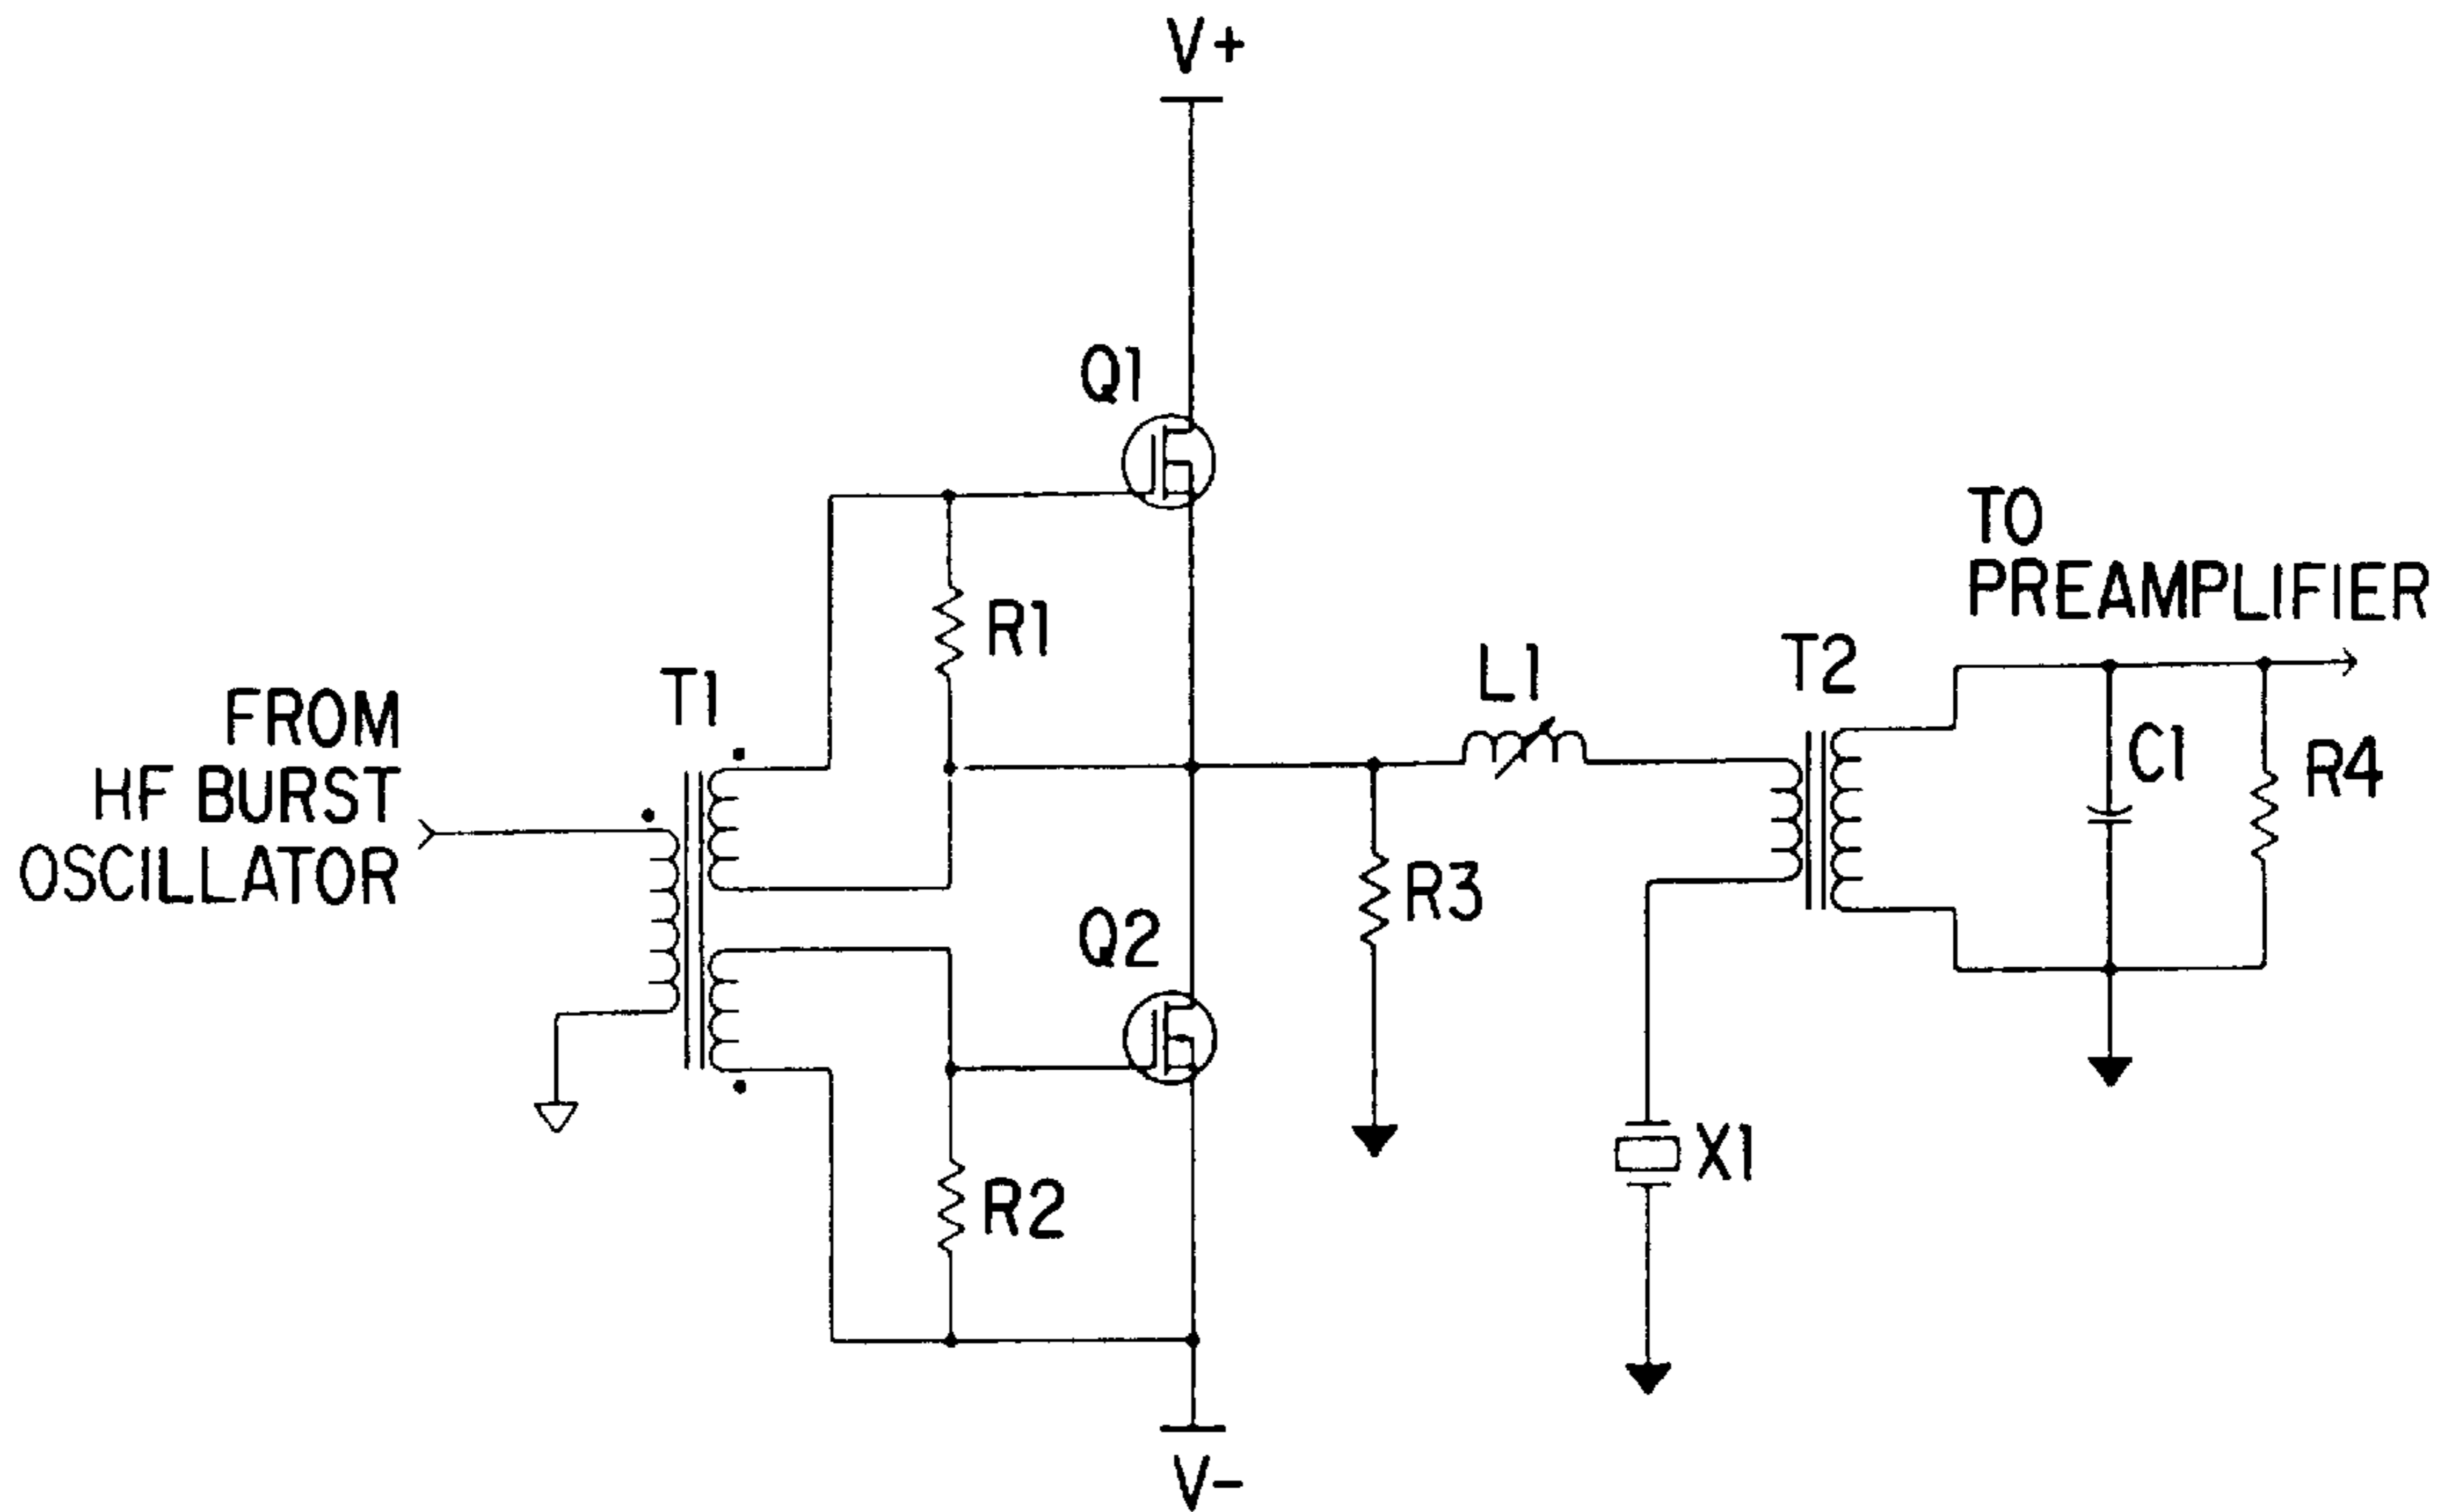 V+
Q1
TO
PREAMPLIFIER
R1
T1
L1
T2
FROM
HF BURST
OSCILLATOR
C1
R4
R3
Q2
X1
R2
V-